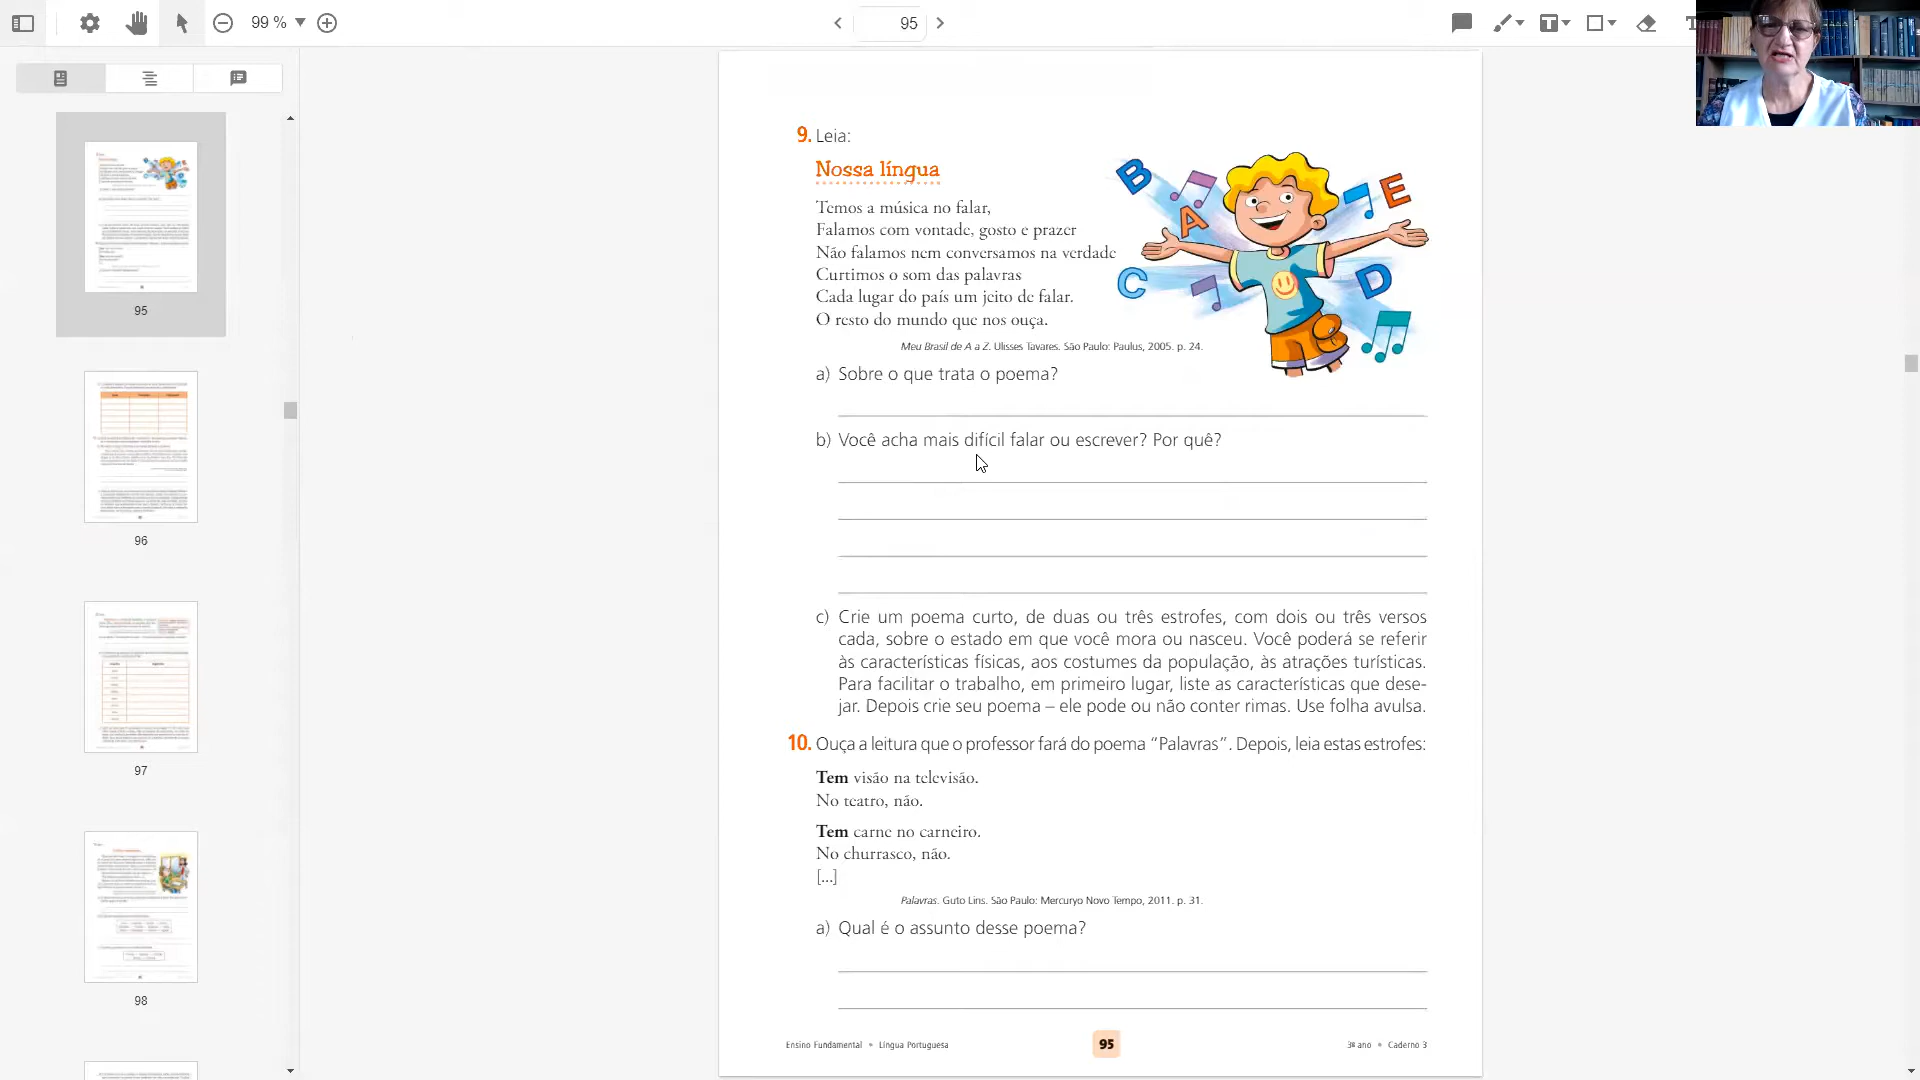 99 %
95
9. Leia:
Nossa língua
Temos a música no falar,
Falamos com vontade, gosto e prazer
Não falamos nem conversamos na verdade
Curtimos o som das palavras
Cada lugar do país um jeito de falar.
O resto do mundo que nos ouça.
B
A
C
E
D
Meu Brasil de A a Z. Ulisses Tavares. São Paulo: Paulus, 2005. p. 24.
a) Sobre o que trata o poema?
b) Você acha mais difícil falar ou escrever? Por quê?
c) Crie um poema curto, de duas ou três estrofes, com dois ou três versos
cada, sobre o estado em que você mora ou nasceu. Você poderá se referir
às características físicas, aos costumes da população, às atrações turísticas.
Para facilitar o trabalho, em primeiro lugar, liste as características que dese-
jar. Depois crie seu poema – ele pode ou não conter rimas. Use folha avulsa.
10. Ouça a leitura que o professor fará do poema “Palavras”. Depois, leia estas estrofes:
Tem visão na televisão.
No teatro, não.
Tem carne no carneiro.
No churrasco, não.
[...]
Palavras. Guto Lins. São Paulo: Mercuryo Novo Tempo, 2011. p. 31.
a) Qual é o assunto desse poema?
Ensino Fundamental • Língua Portuguesa
95
3º ano • Caderno 3
95
96
97
98